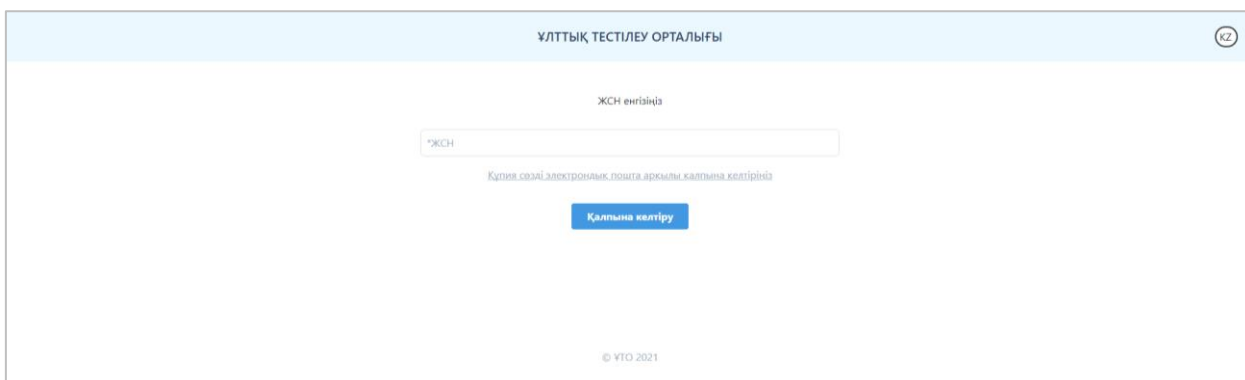 ҰЛТТЫҚ ТЕСТІЛЕУ ОРТАЛЫҒЫ
KZ
ЖСН енгізіңіз
*ЖСН
Құпия сөзді электрондық пошта арқылы қалпына келтіріңіз
Қалпына келтіру
© ҰТО 2021